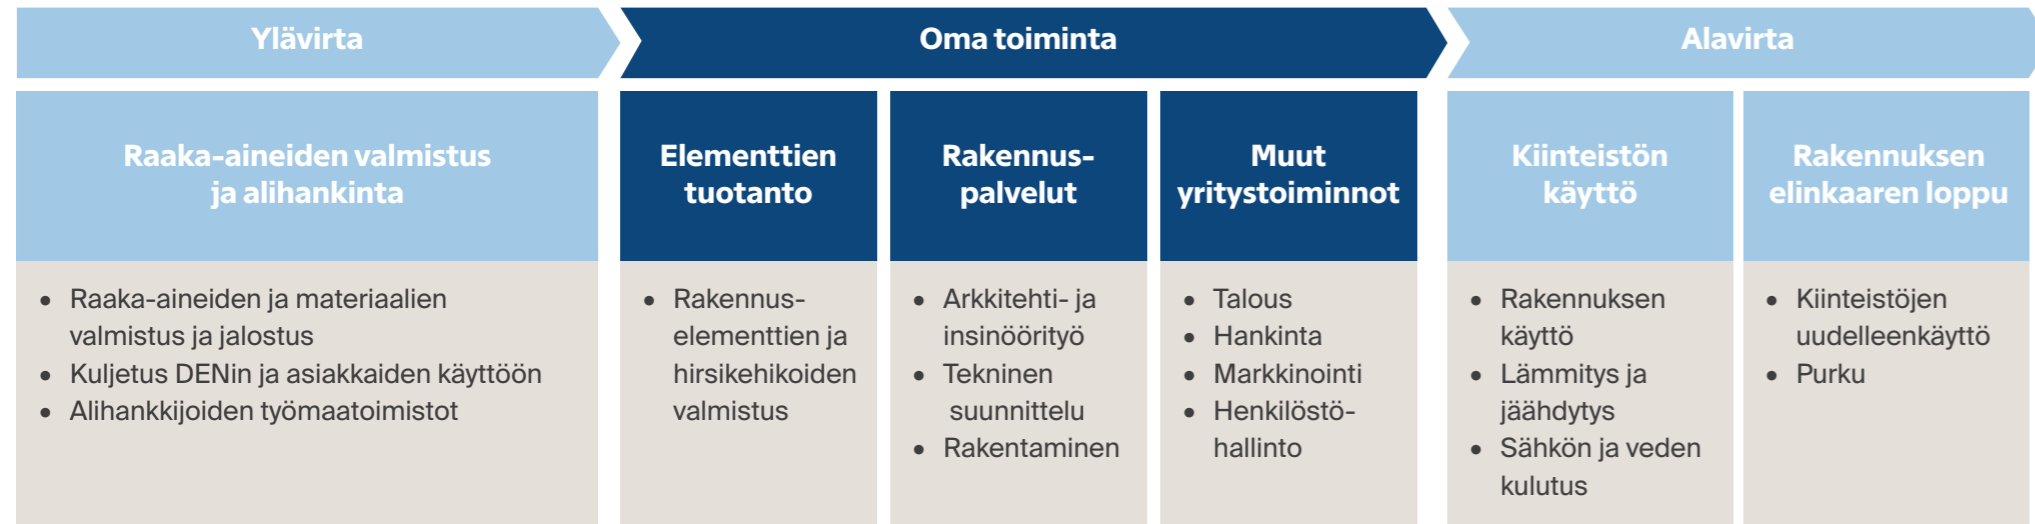 Ylävirta
Oma toiminta
Alavirta
Raaka-aineiden valmistus
ja alihankinta
Elementtien
tuotanto
Rakennus-
palvelut
Muut
yritystoiminnot
Kiinteistön
käyttö
Rakennuksen
elinkaaren loppu
• Raaka-aineiden ja materiaalien
valmistus ja jalostus
• Kuljetus DENin ja asiakkaiden käyttöön
• Alihankkijoiden työmaatoimistot
• Rakennus-
elementtien ja
hirsikehikoiden
valmistus
• Arkkitehti- ja
insinöörityö
• Tekninen
suunnittelu
• Rakentaminen
• Talous
• Hankinta
• Markkinointi
• Henkilöstö-
hallinto
• Rakennuksen
käyttö
• Lämmitys ja
jäähdytys
• Sähkön ja veden
kulutus
• Kiinteistöjen
uudelleenkäyttö
• Purku